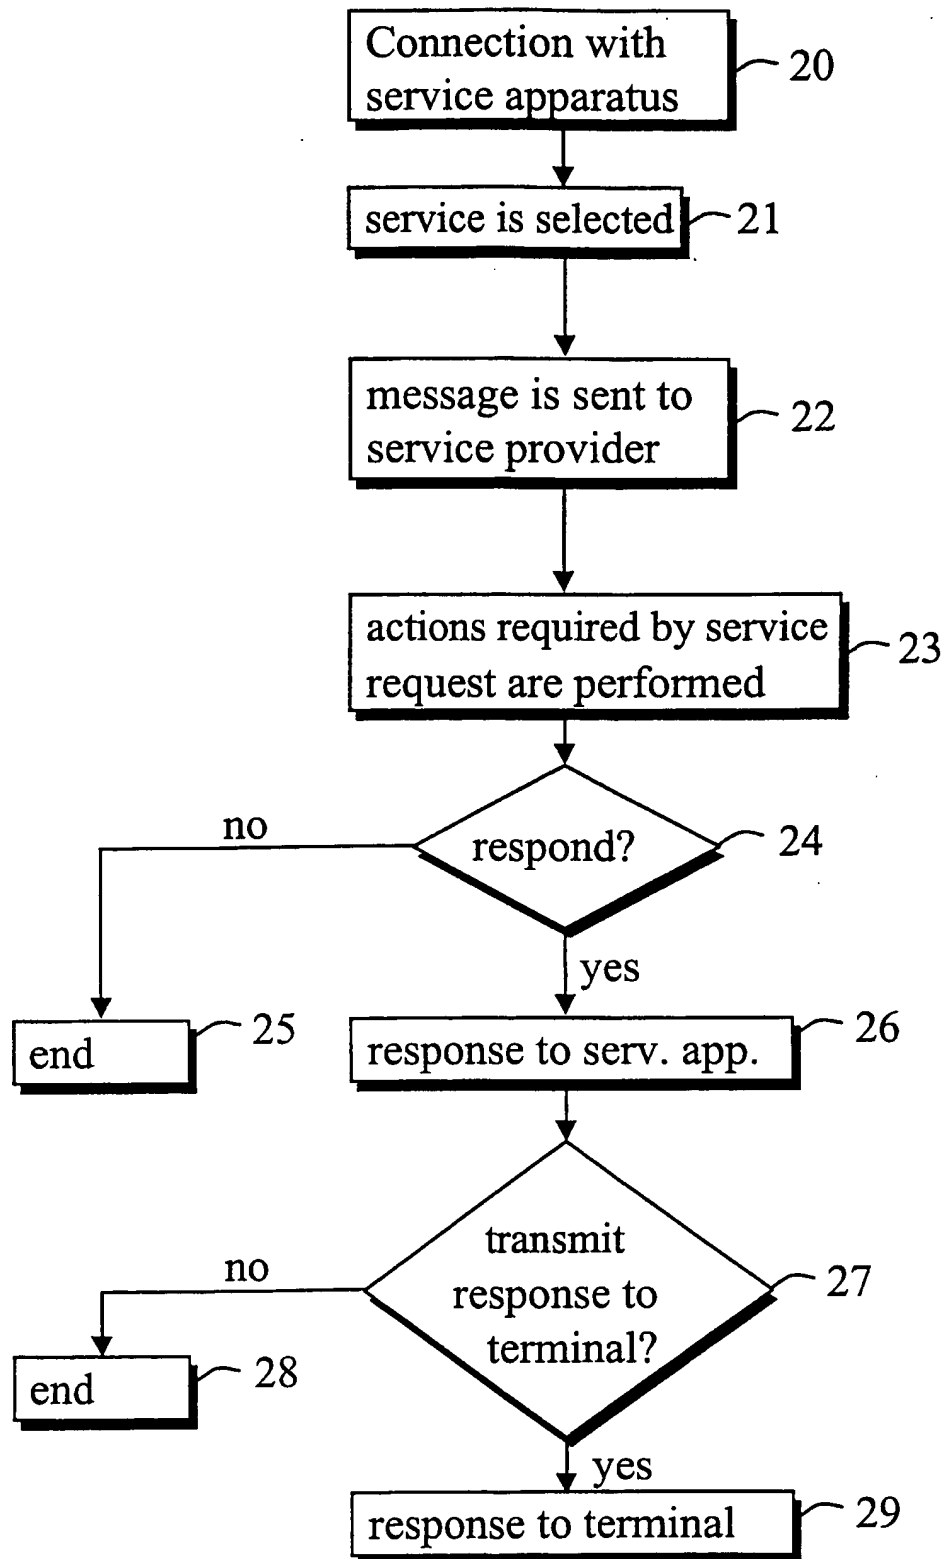 Connection with
service apparatus
20
service is selected
21
message is sent to
service provider
22
actions required by service
request are performed
23
respond?
24
no
yes
end
25
response to serv. app.
26
transmit
response to
terminal?
27
no
end
28
yes
response to terminal
29